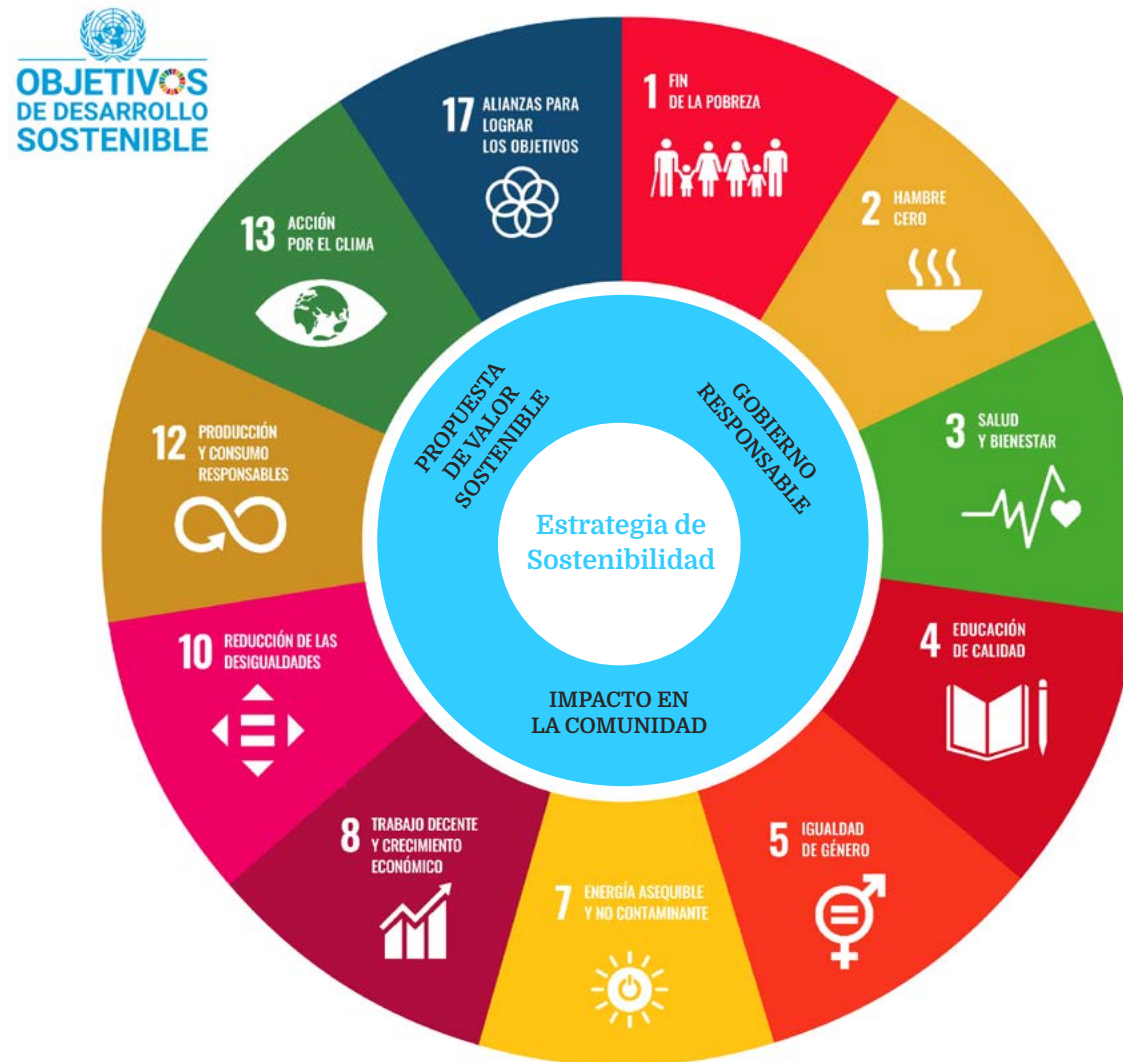 OBJETIVOS
DE DESARROLLO
SOSTENIBLE
1 FIN
DE LA POBREZA
2 HAMBRE
CERO
3 SALUD
Y BIENESTAR
4 EDUCACIÓN
DE CALIDAD
5 IGUALDAD
DE GÉNERO
7 ENERGÍA ASEQUIBLE
Y NO CONTAMINANTE
8 TRABAJO DECENTE
Y CRECIMIENTO
ECONÓMICO
10 REDUCCIÓN DE LAS
DESIGUALDADES
12 PRODUCCIÓN
Y CONSUMO
RESPONSABLES
13 ACCIÓN
POR EL CLIMA
17 ALIANZAS PARA
LOGRAR
LOS OBJETIVOS
PROPUESTA
DE VALOR
SOSTENIBLE
GOBIERNO
RESPONSABLE
IMPACTO EN
LA COMUNIDAD
Estrategia de
Sostenibilidad